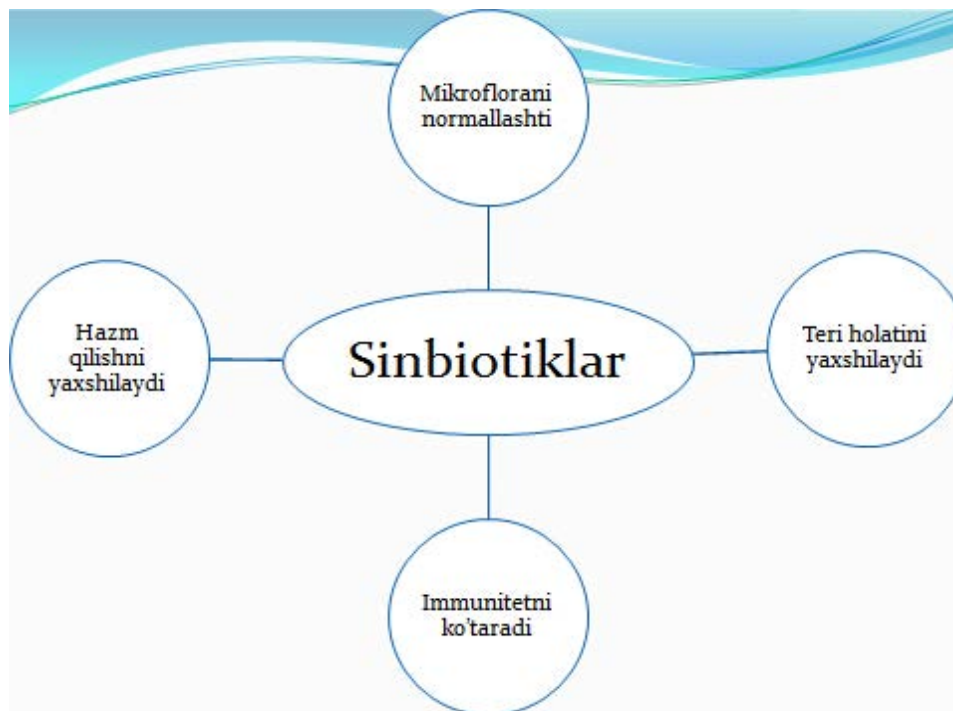 Mikroflorani
normallashti
Hazm
qilishni
yaxshilaydi
Sinbiotiklar
Teri holatini
yaxshilaydi
Immunitetni
ko'taradi